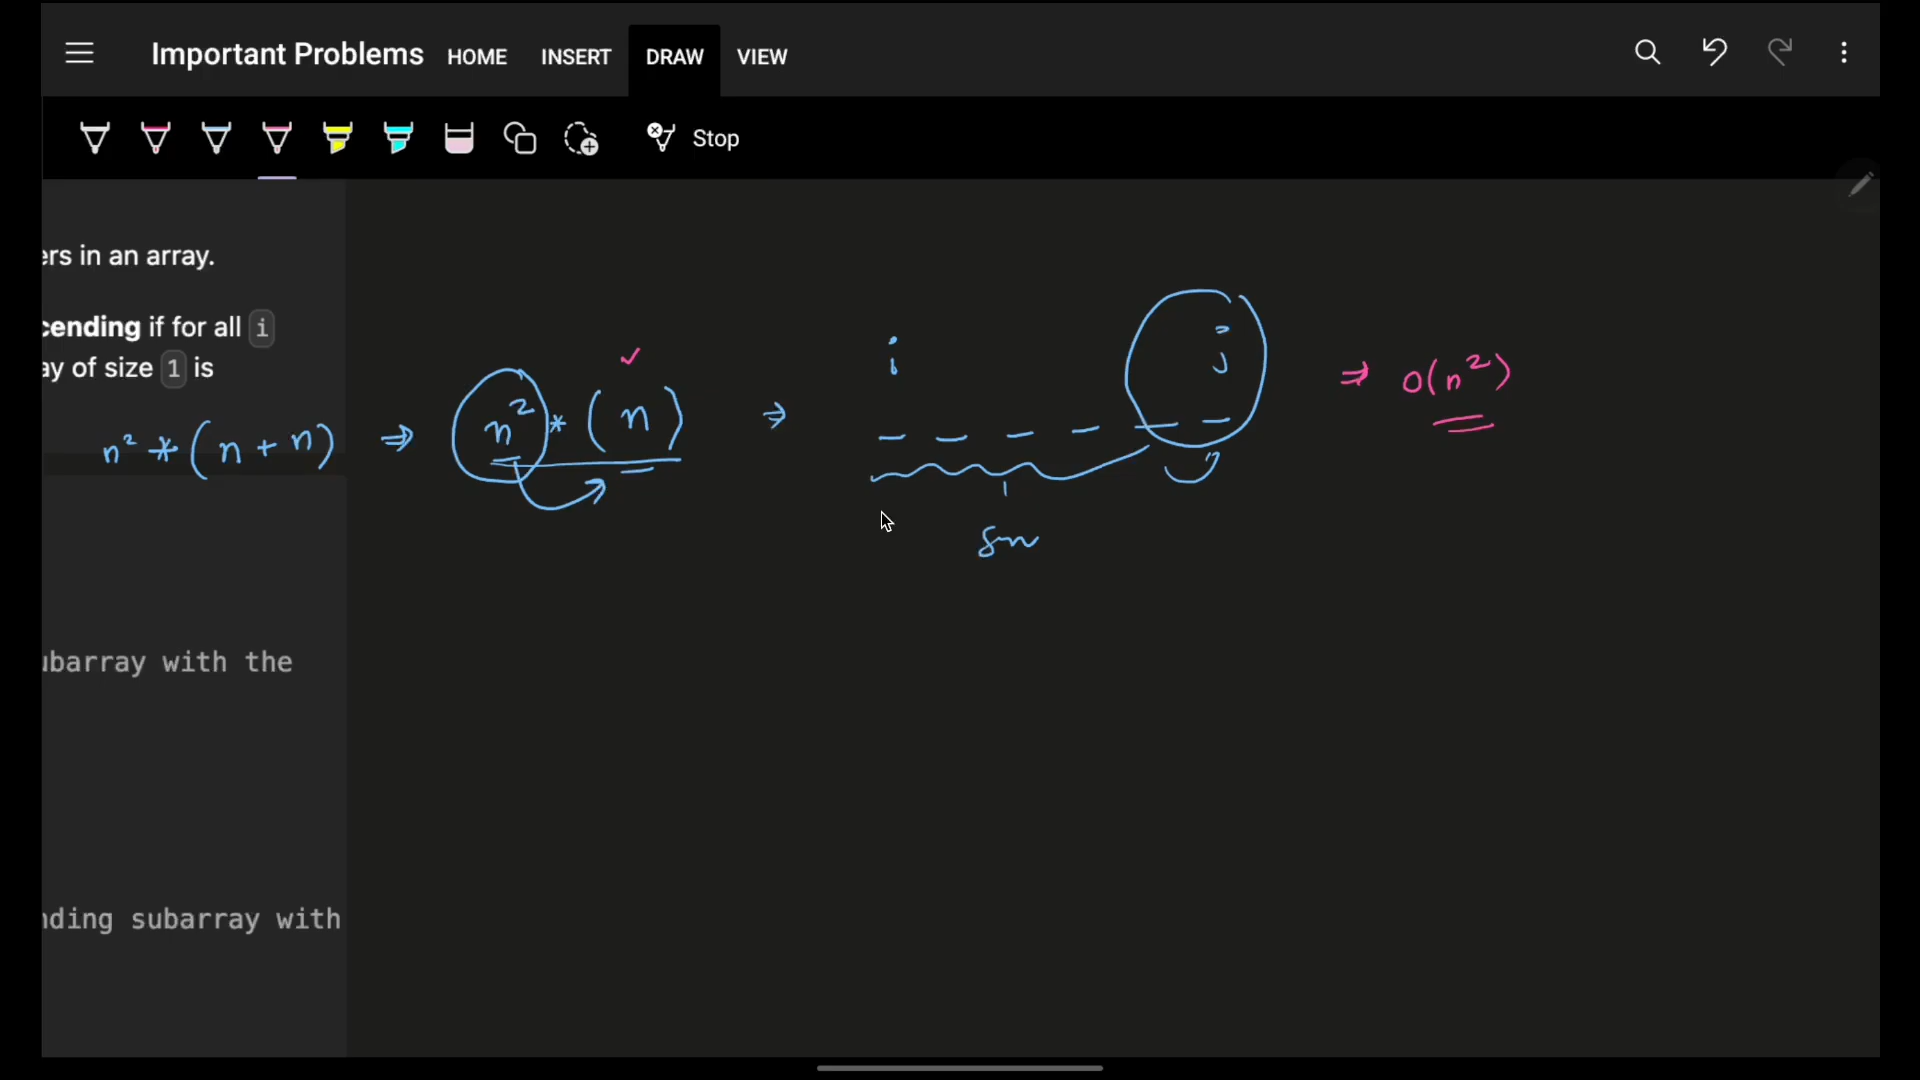 Important Problems HOME INSERT DRAW VIEW
Stop
ers in an array.
cending if for all i
ay of size 1 is
n² * (n + n) ⇒ n² * (n) ⇒
i j
⇒ O(n²)
ubarray with the
nding subarray with